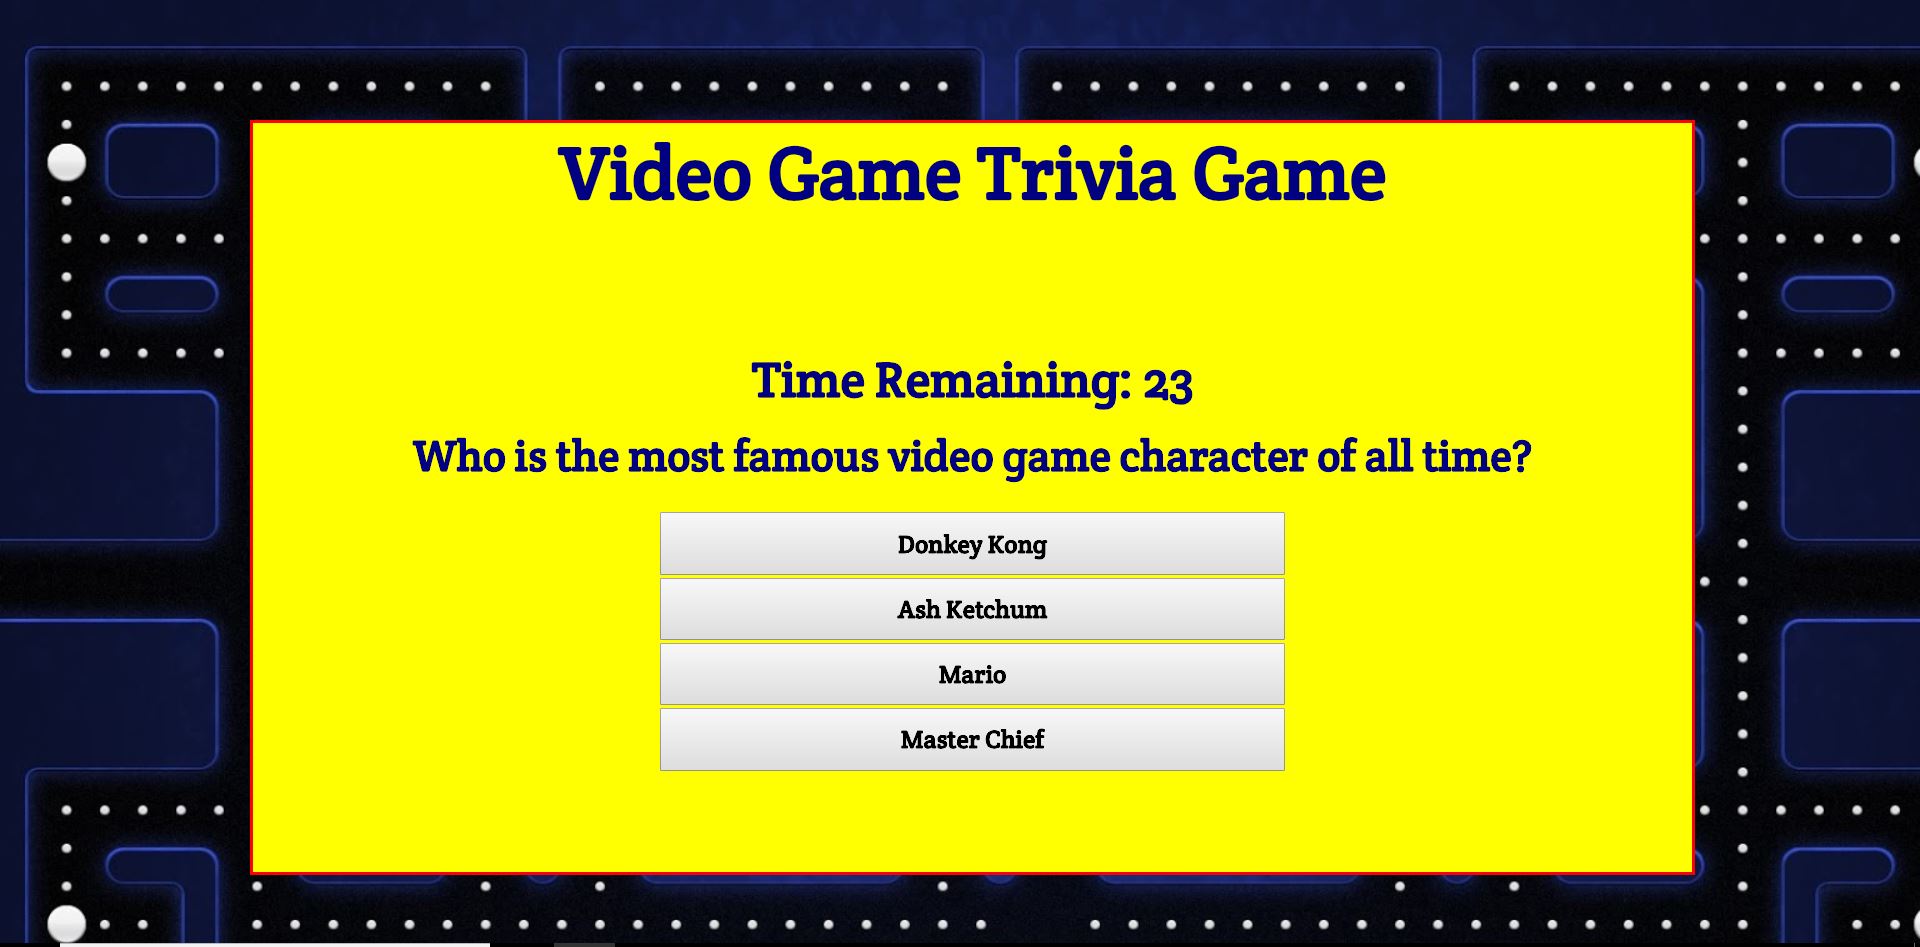 Video Game Trivia Game
Time Remaining: 23
Who is the most famous video game character of all time?
Donkey Kong
Ash Ketchum
Mario
Master Chief